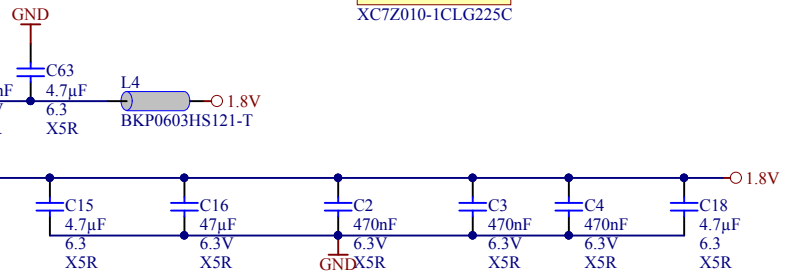 XC7Z010-1CLG225C
GND
C63
4.7µF
6.3
X5R
L4
BKP0603HS121-T
1.8V
1.8V
C15
4.7µF
6.3
X5R
C16
47µF
6.3V
X5R
C2
470nF
6.3V
X5R
GND
C3
470nF
6.3V
X5R
C4
470nF
6.3V
X5R
C18
4.7µF
6.3
X5R